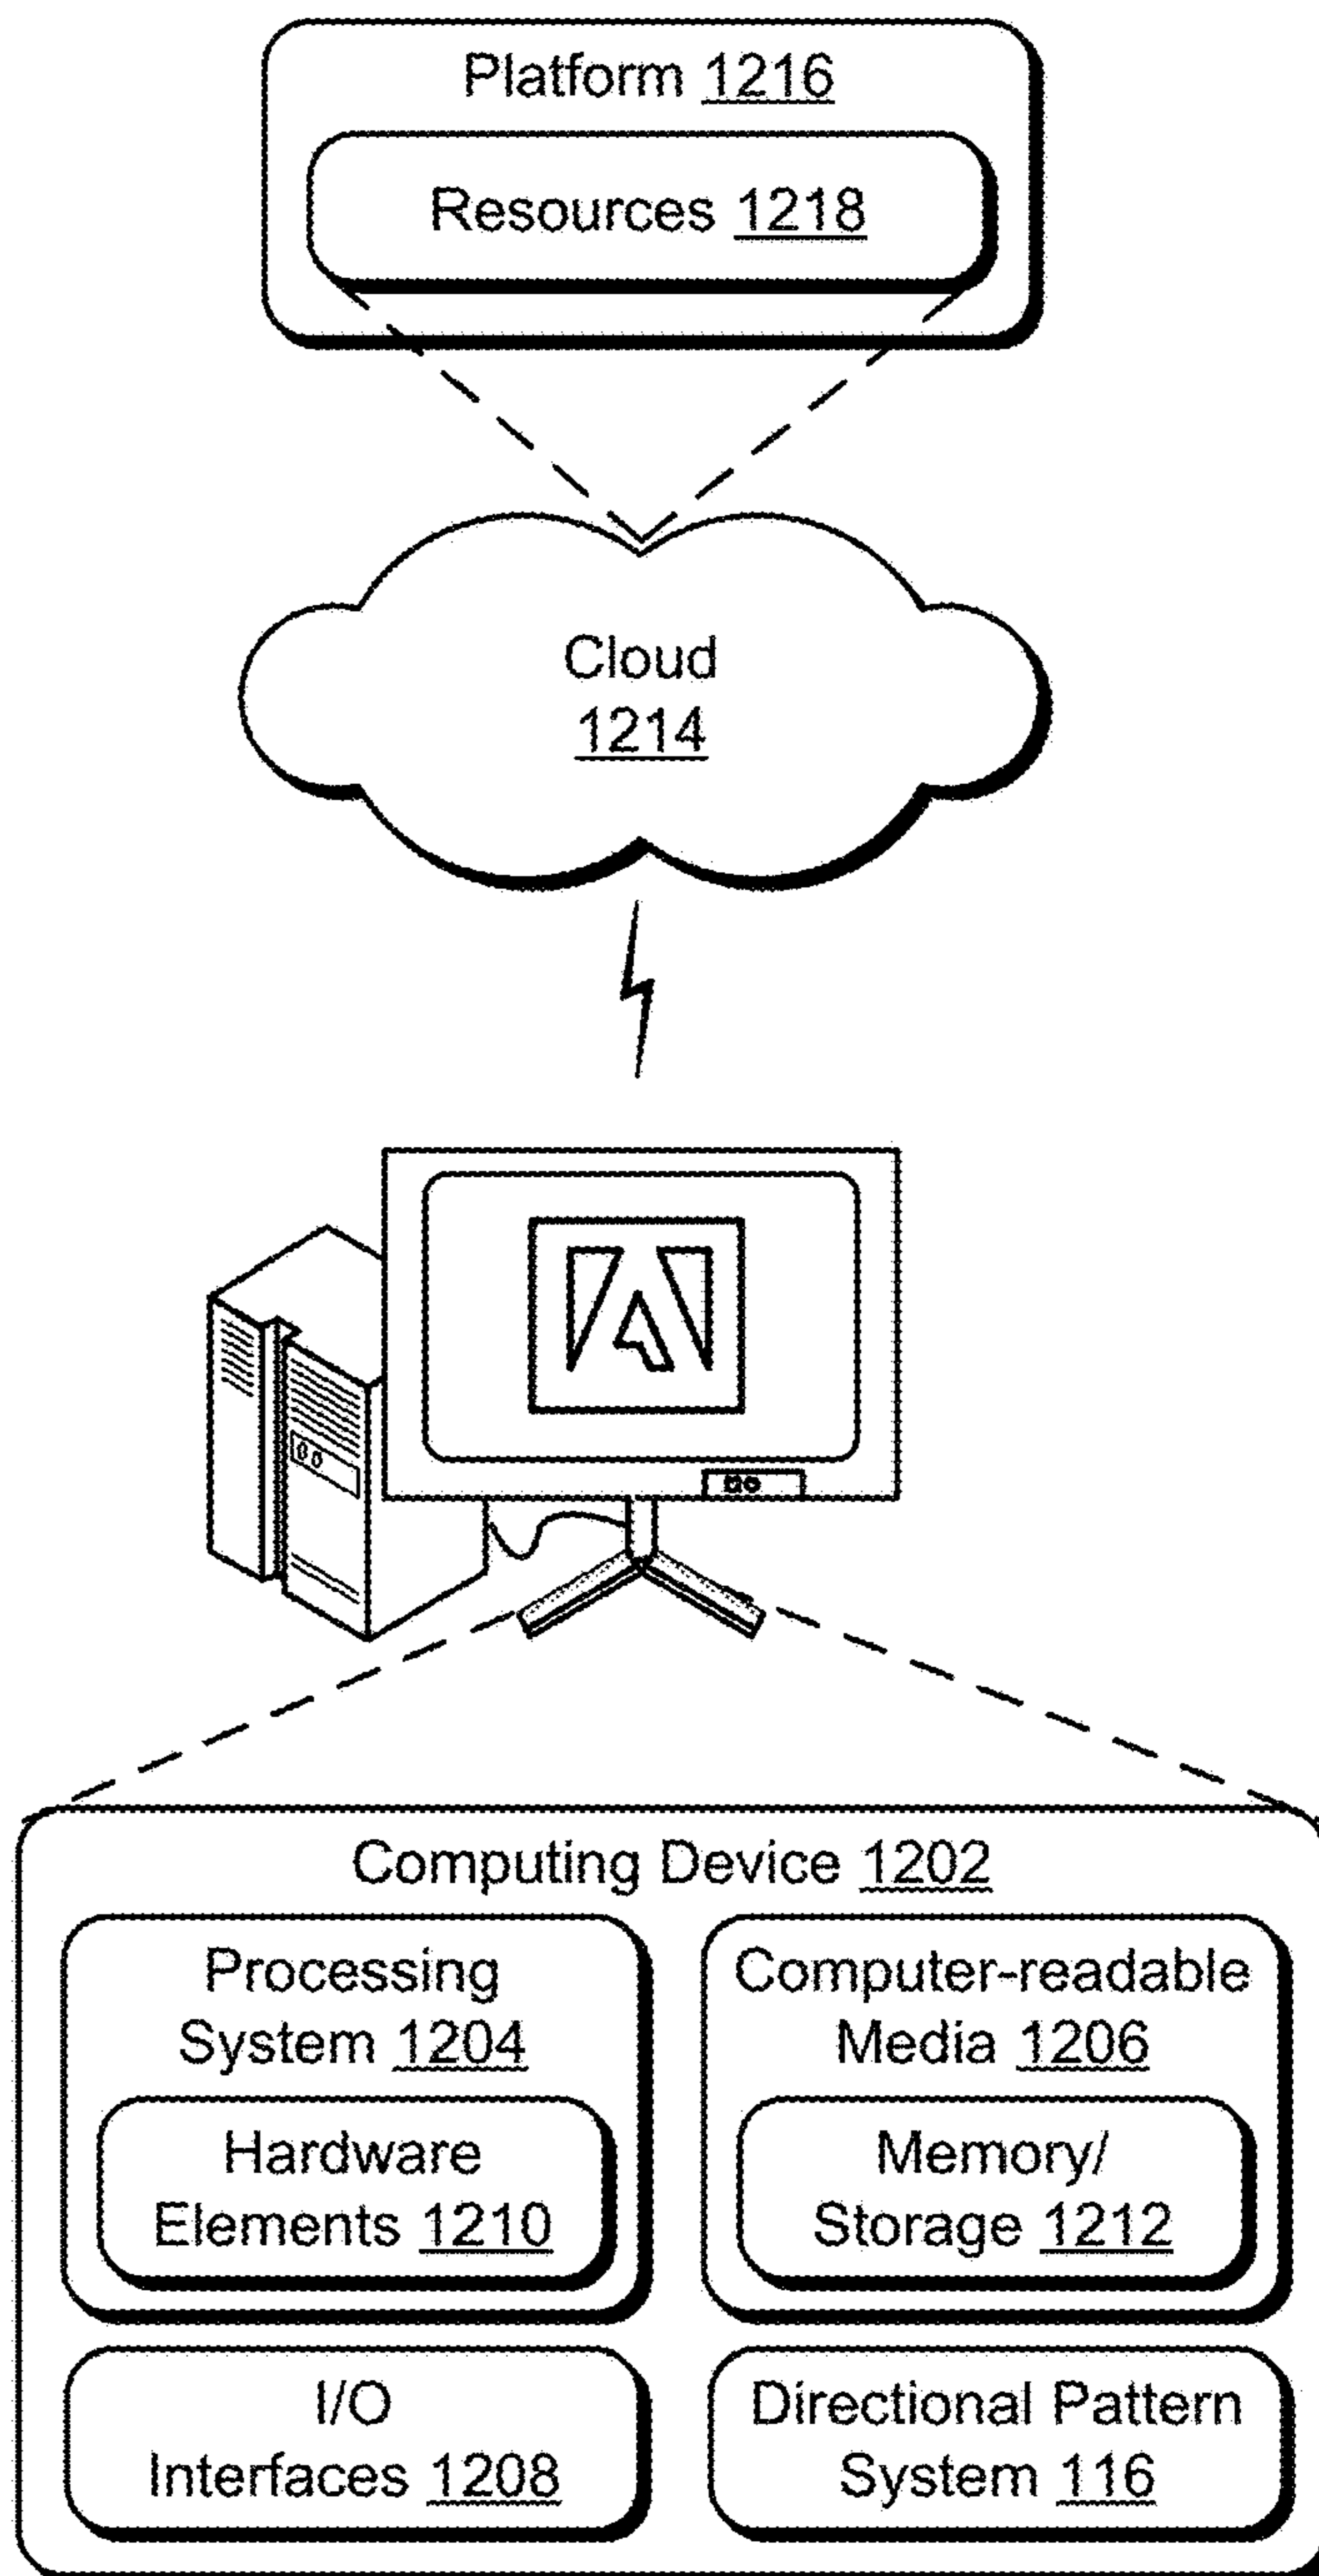 Platform 1216
Resources 1218
Cloud
1214
Computing Device 1202
Processing
System 1204
Hardware
Elements 1210
Computer-readable
Media 1206
Memory/
Storage 1212
I/O
Interfaces 1208
Directional Pattern
System 116